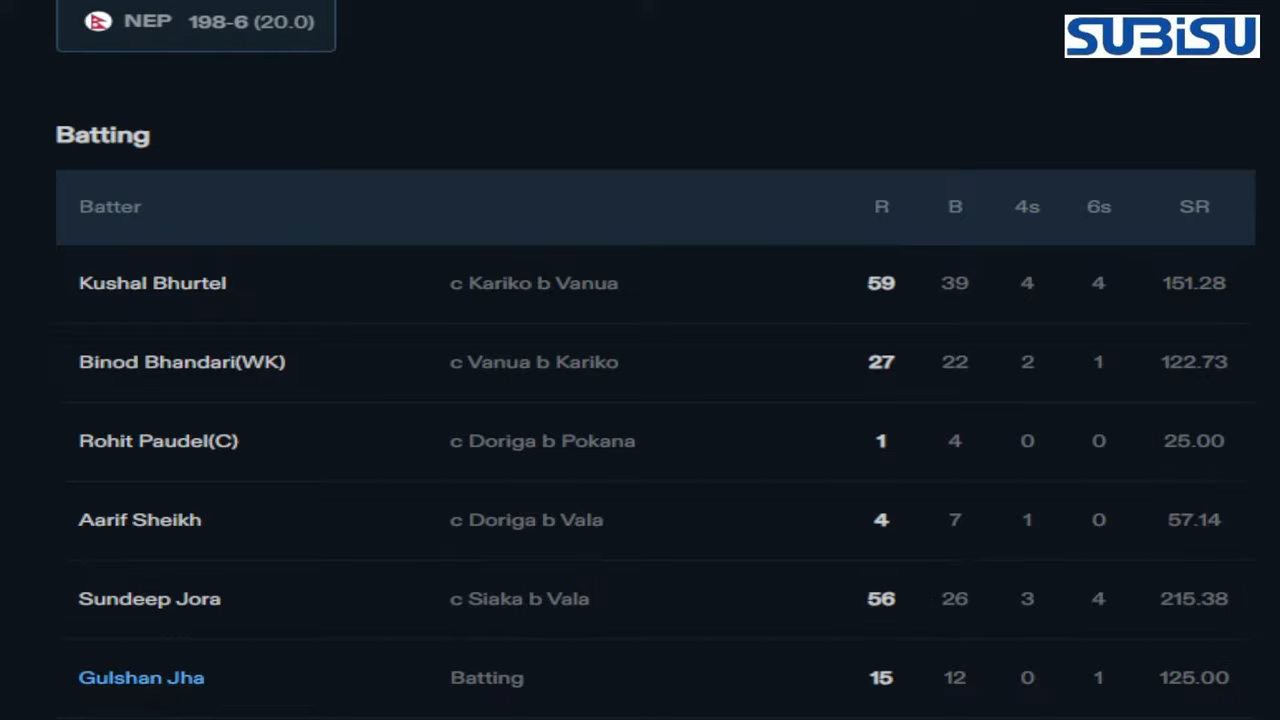 NEP 198-6 (20.0)
SUBiSU
Batting
Batter R B 4s 6s SR
Kushal Bhurtel c Kariko b Vanua 59 39 4 4 151.28
Binod Bhandari(WK) c Vanua b Kariko 27 22 2 1 122.73
Rohit Paudel(C) c Doriga b Pokana 1 4 0 0 25.00
Aarif Sheikh c Doriga b Vala 4 7 1 0 57.14
Sundeep Jora c Siaka b Vala 56 26 3 4 215.38
Gulshan Jha Batting 15 12 0 1 125.00